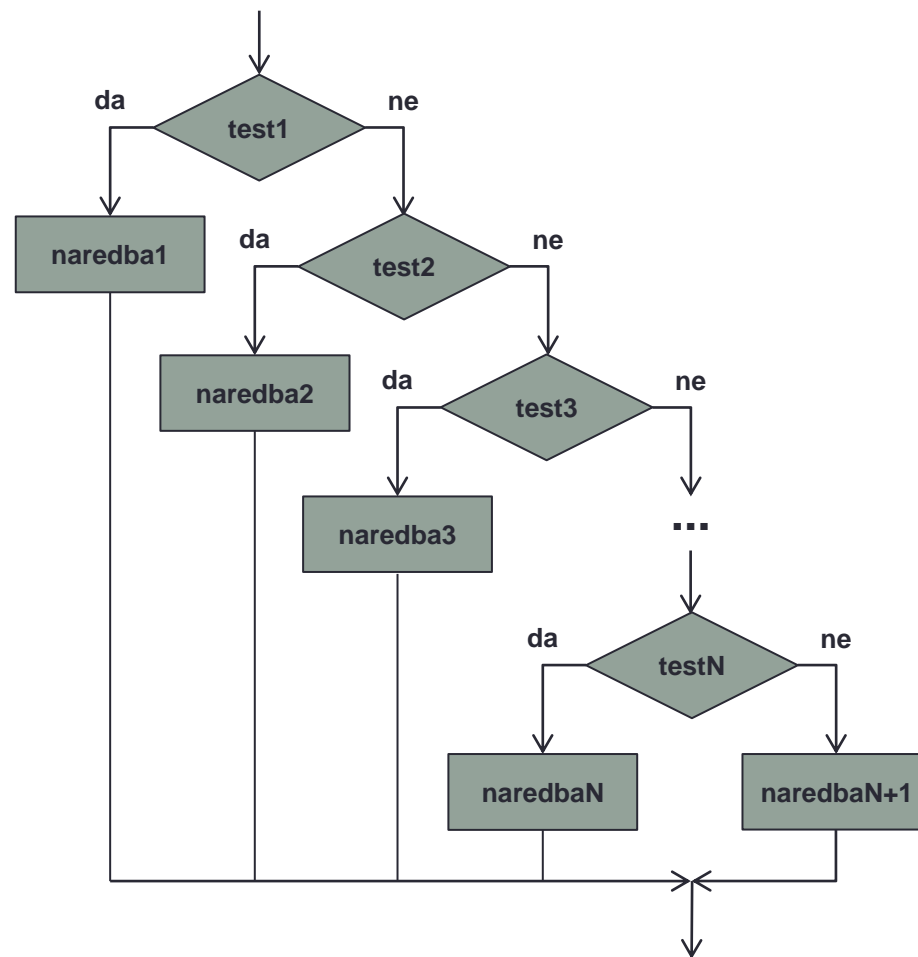 da
ne
test1
naredba1
da
ne
test2
naredba2
da
ne
test3
naredba3
...
da
ne
testN
naredbaN
naredbaN+1